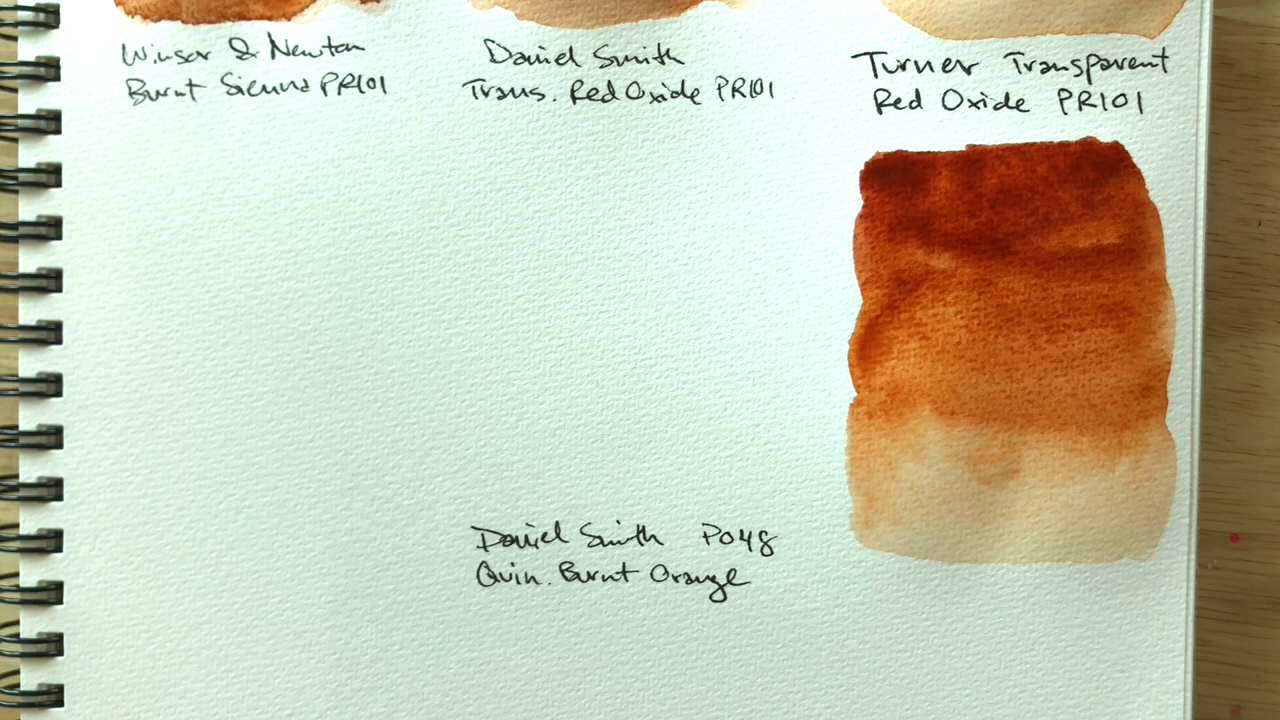 Winsor & Newton
Burnt Sienna PR101
Daniel Smith
Trans. Red Oxide PR101
Turner Transparent
Red Oxide PR101
Daniel Smith PO48
Quin. Burnt Orange